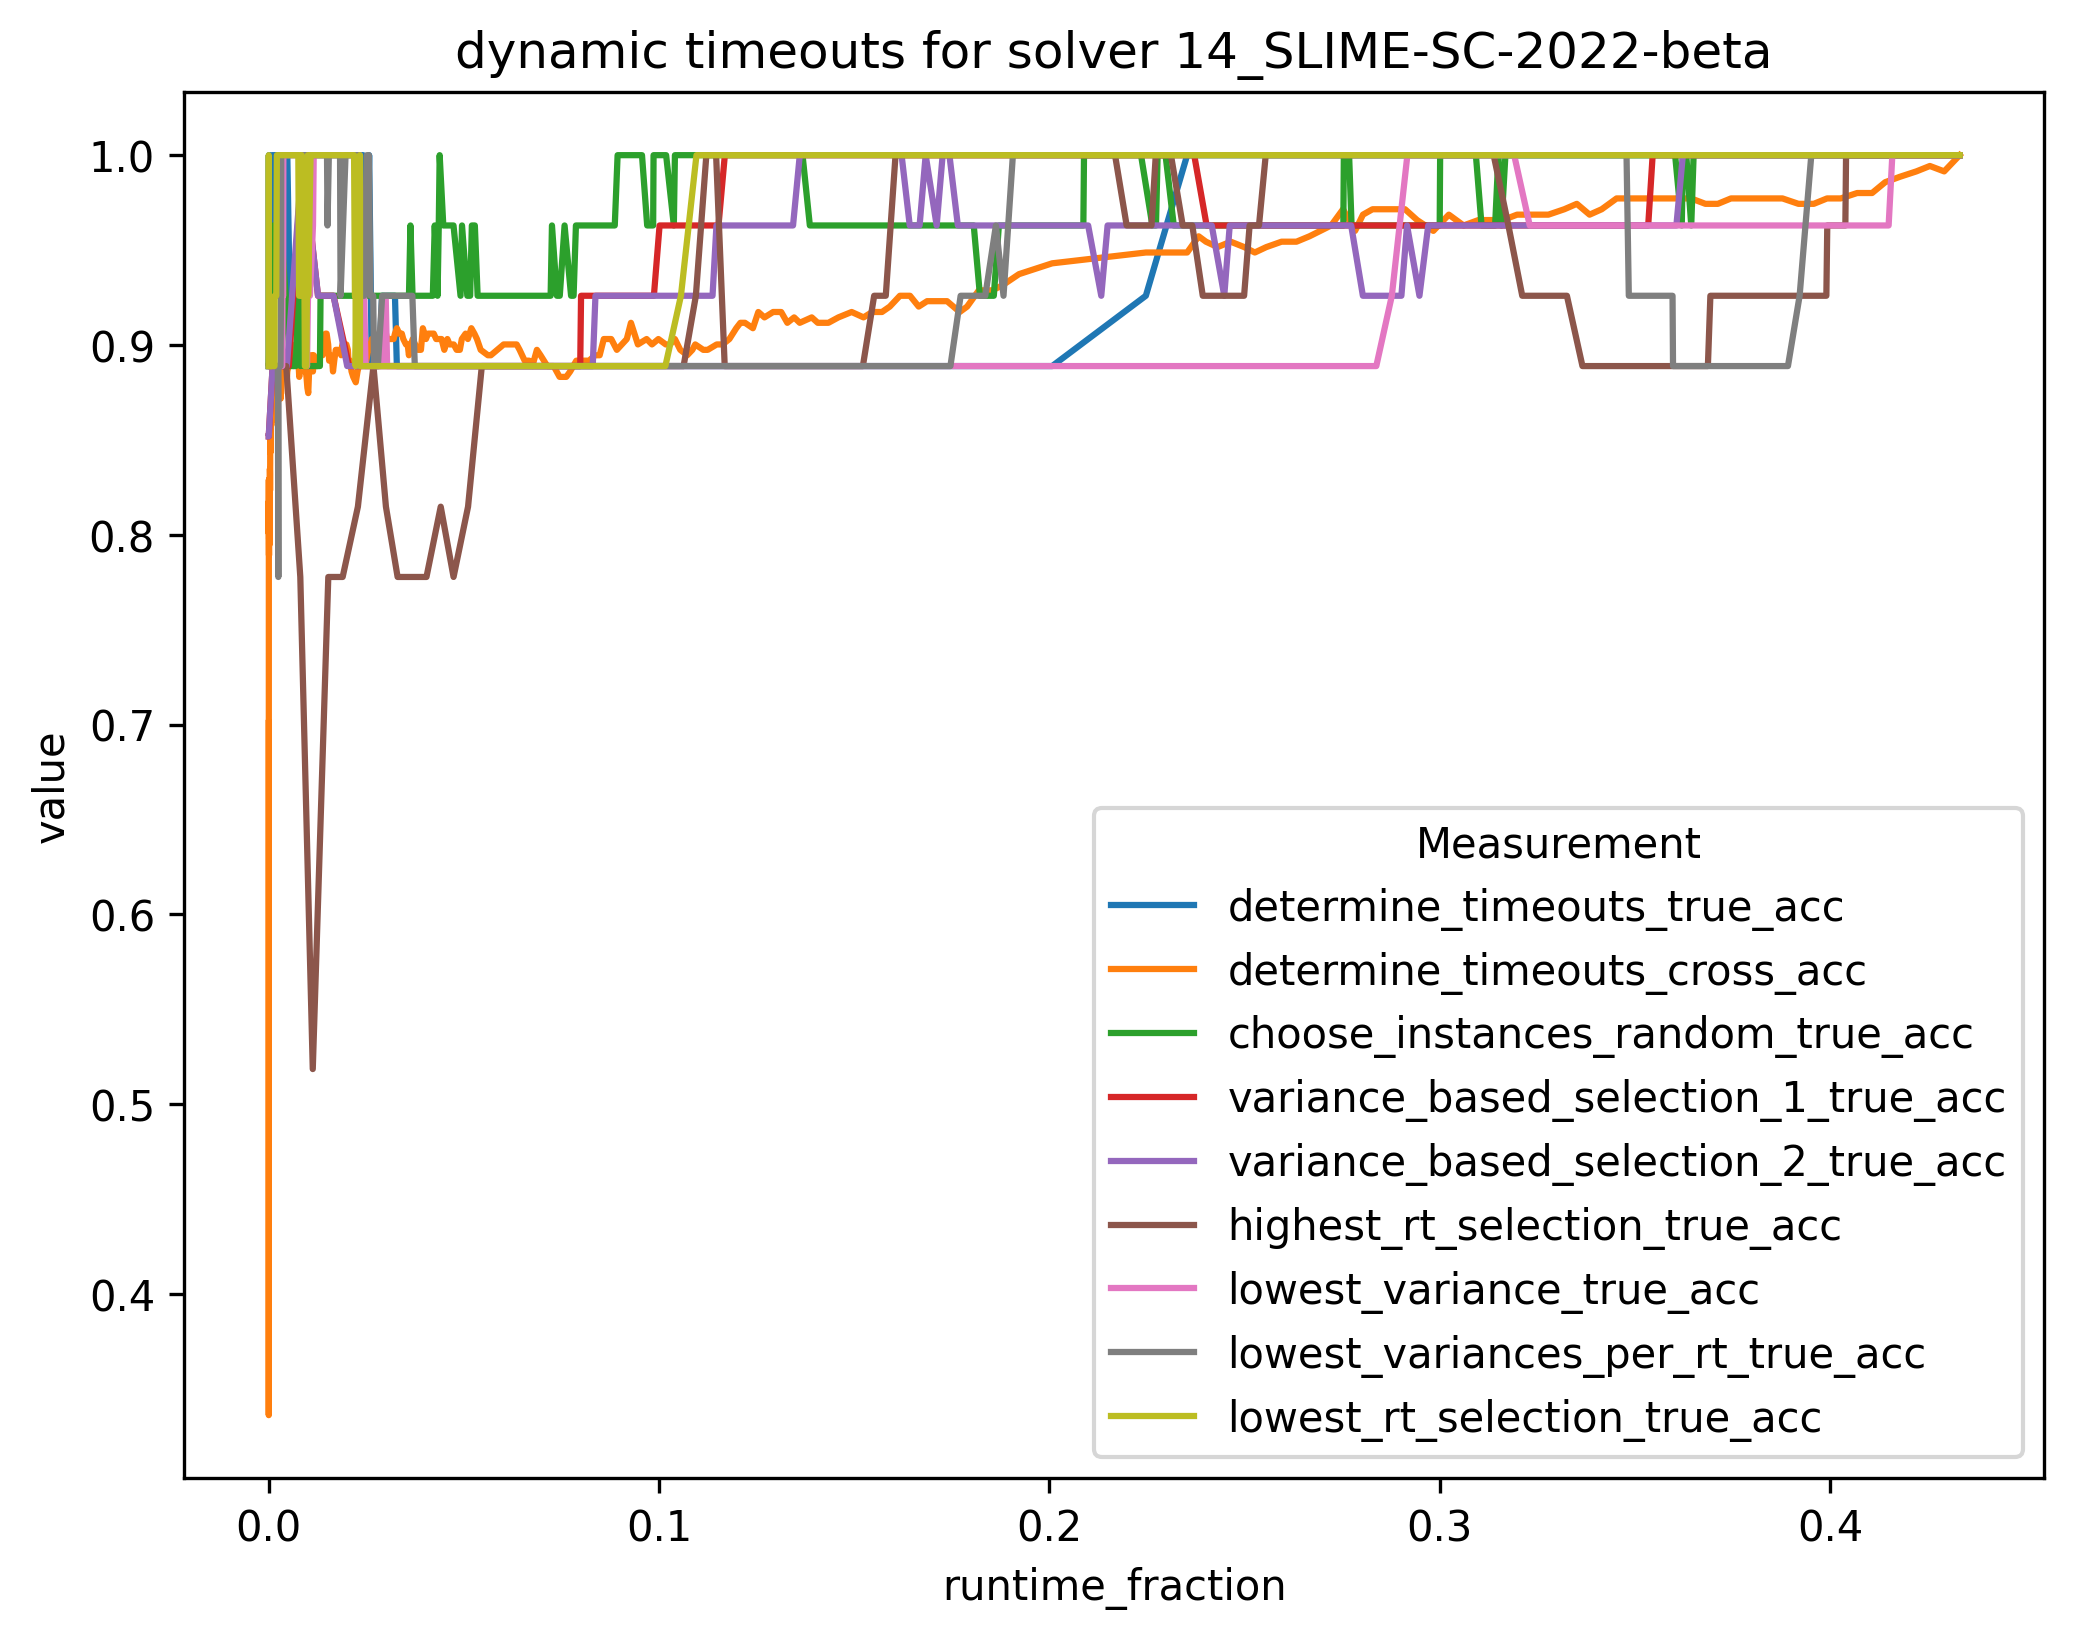 dynamic timeouts for solver 14_SLIME-SC-2022-beta
1.0
0.9
0.8
0.7
0.6
0.5
0.4
value
Measurement
determine_timeouts_true_acc
determine_timeouts_cross_acc
choose_instances_random_true_acc
variance_based_selection_1_true_acc
variance_based_selection_2_true_acc
highest_rt_selection_true_acc
lowest_variance_true_acc
lowest_variances_per_rt_true_acc
lowest_rt_selection_true_acc
0.0 0.1 0.2 0.3 0.4
runtime_fraction